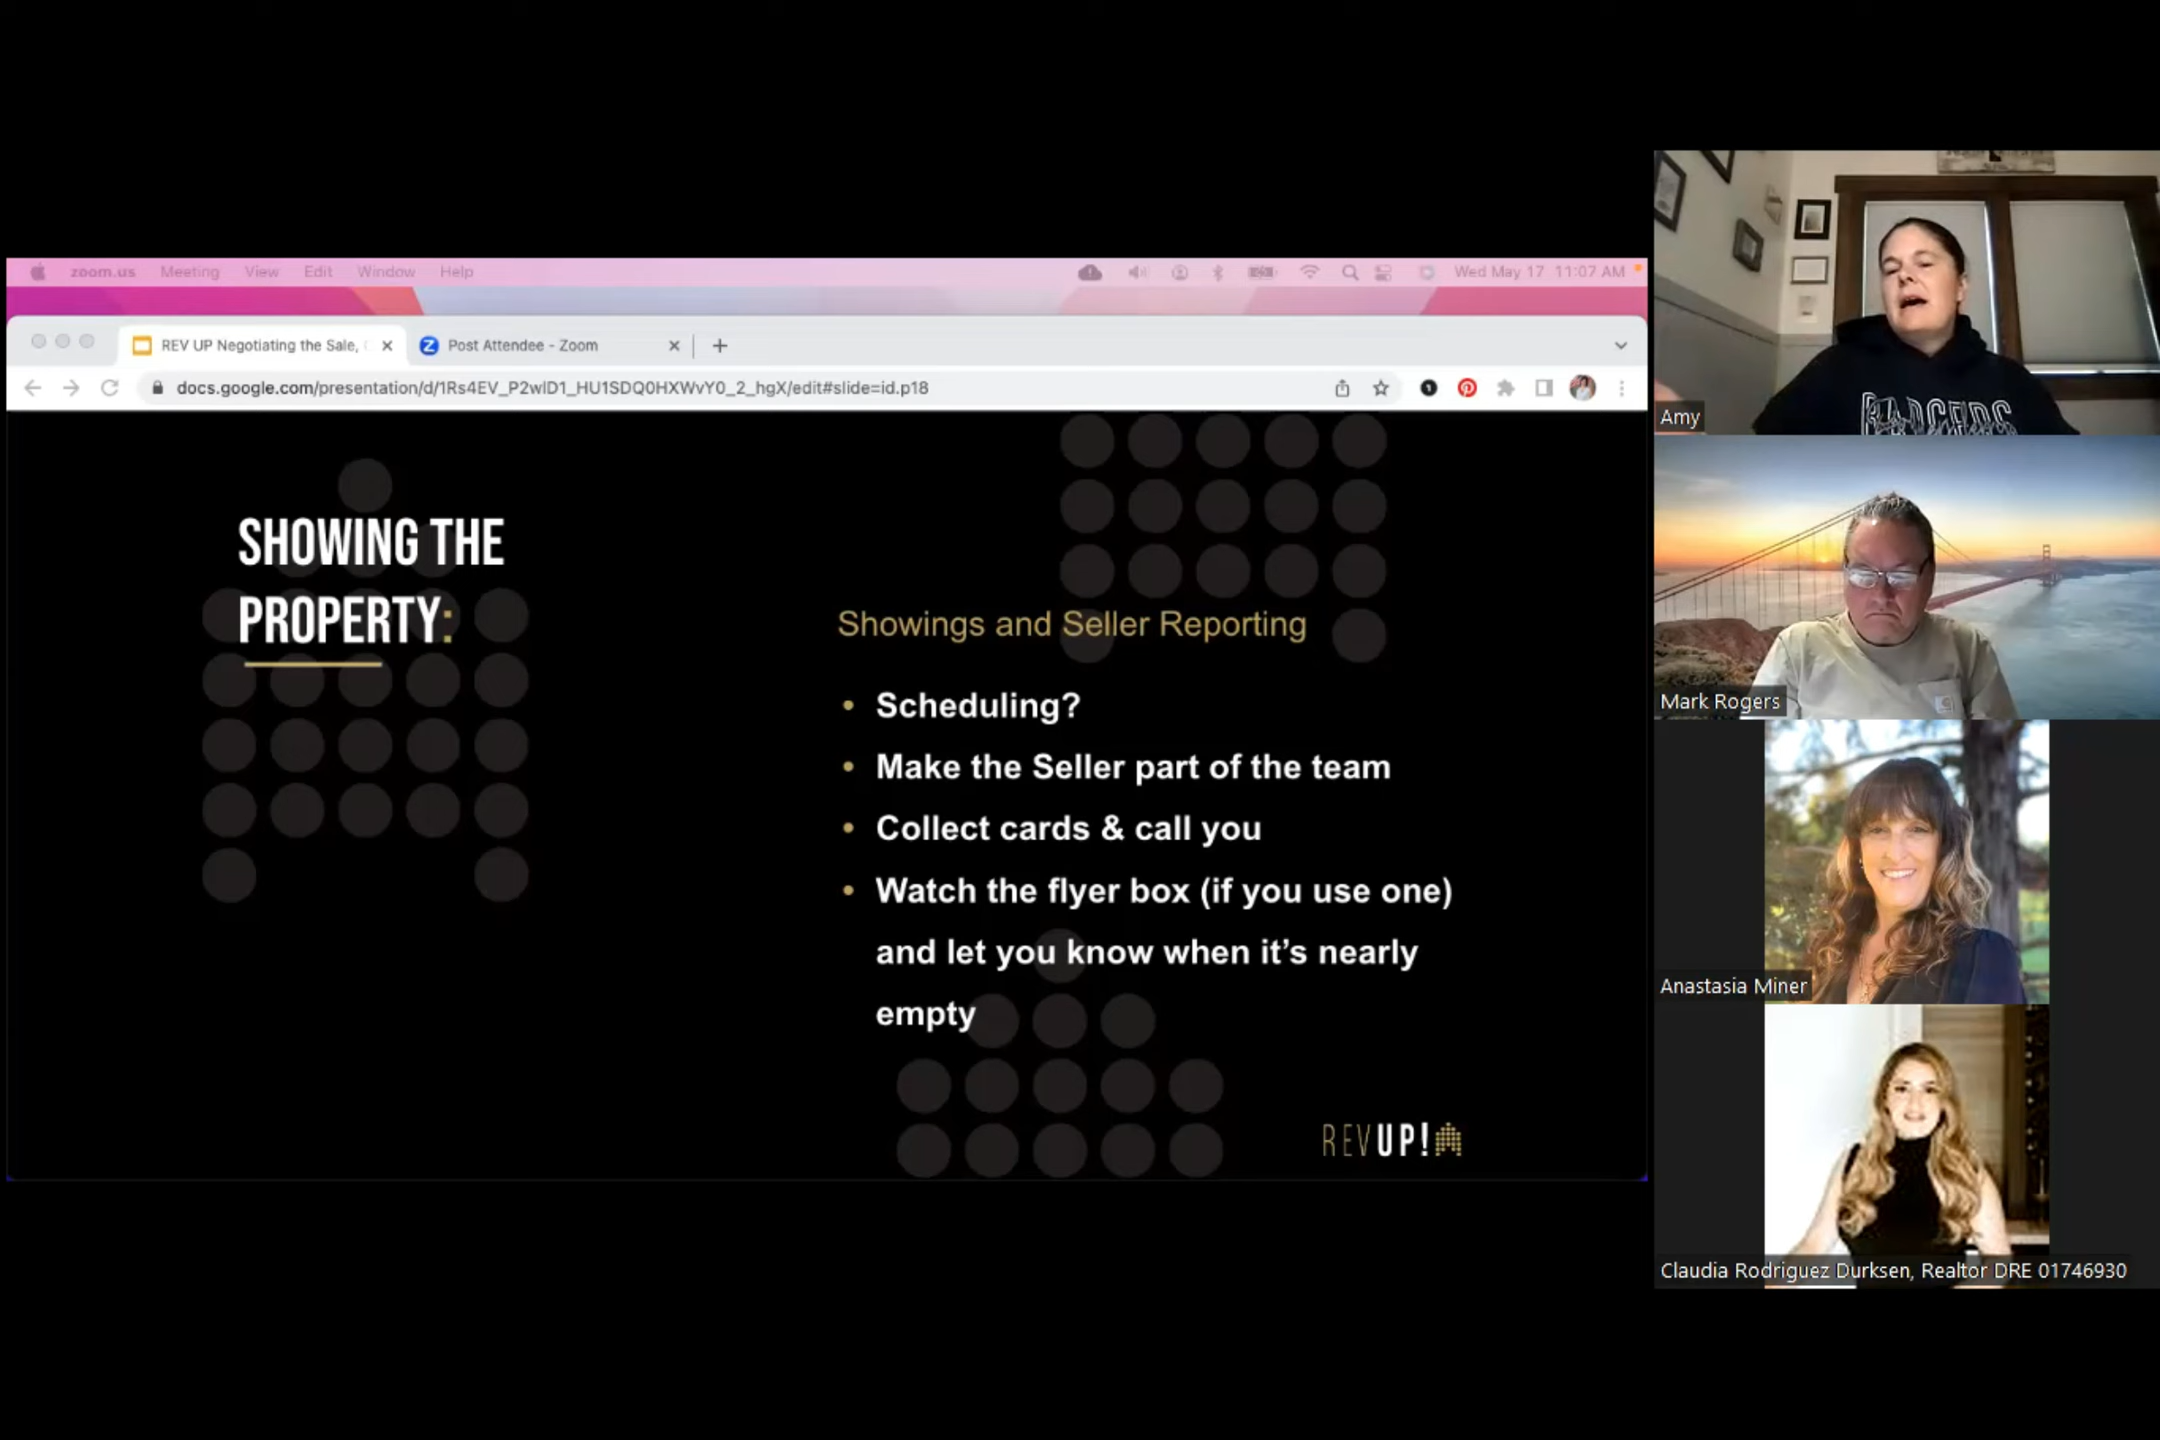 zoom.us Meeting View Edit Window Help Wed May 17 11:07 AM
REV UP Negotiating the Sale, Post Attendee - Zoom
docs.google.com/presentation/d/1Rs4EV_P2wlD1_HU1SDQ0HXWvY0_2_hgX/edit#slide=id.p18
SHOWING THE
PROPERTY:
Showings and Seller Reporting
• Scheduling?
• Make the Seller part of the team
• Collect cards & call you
• Watch the flyer box (if you use one)
and let you know when it’s nearly
empty
REVUP!
Amy
Mark Rogers
Anastasia Miner
Claudia Rodriguez Durksen, Realtor DRE 01746930